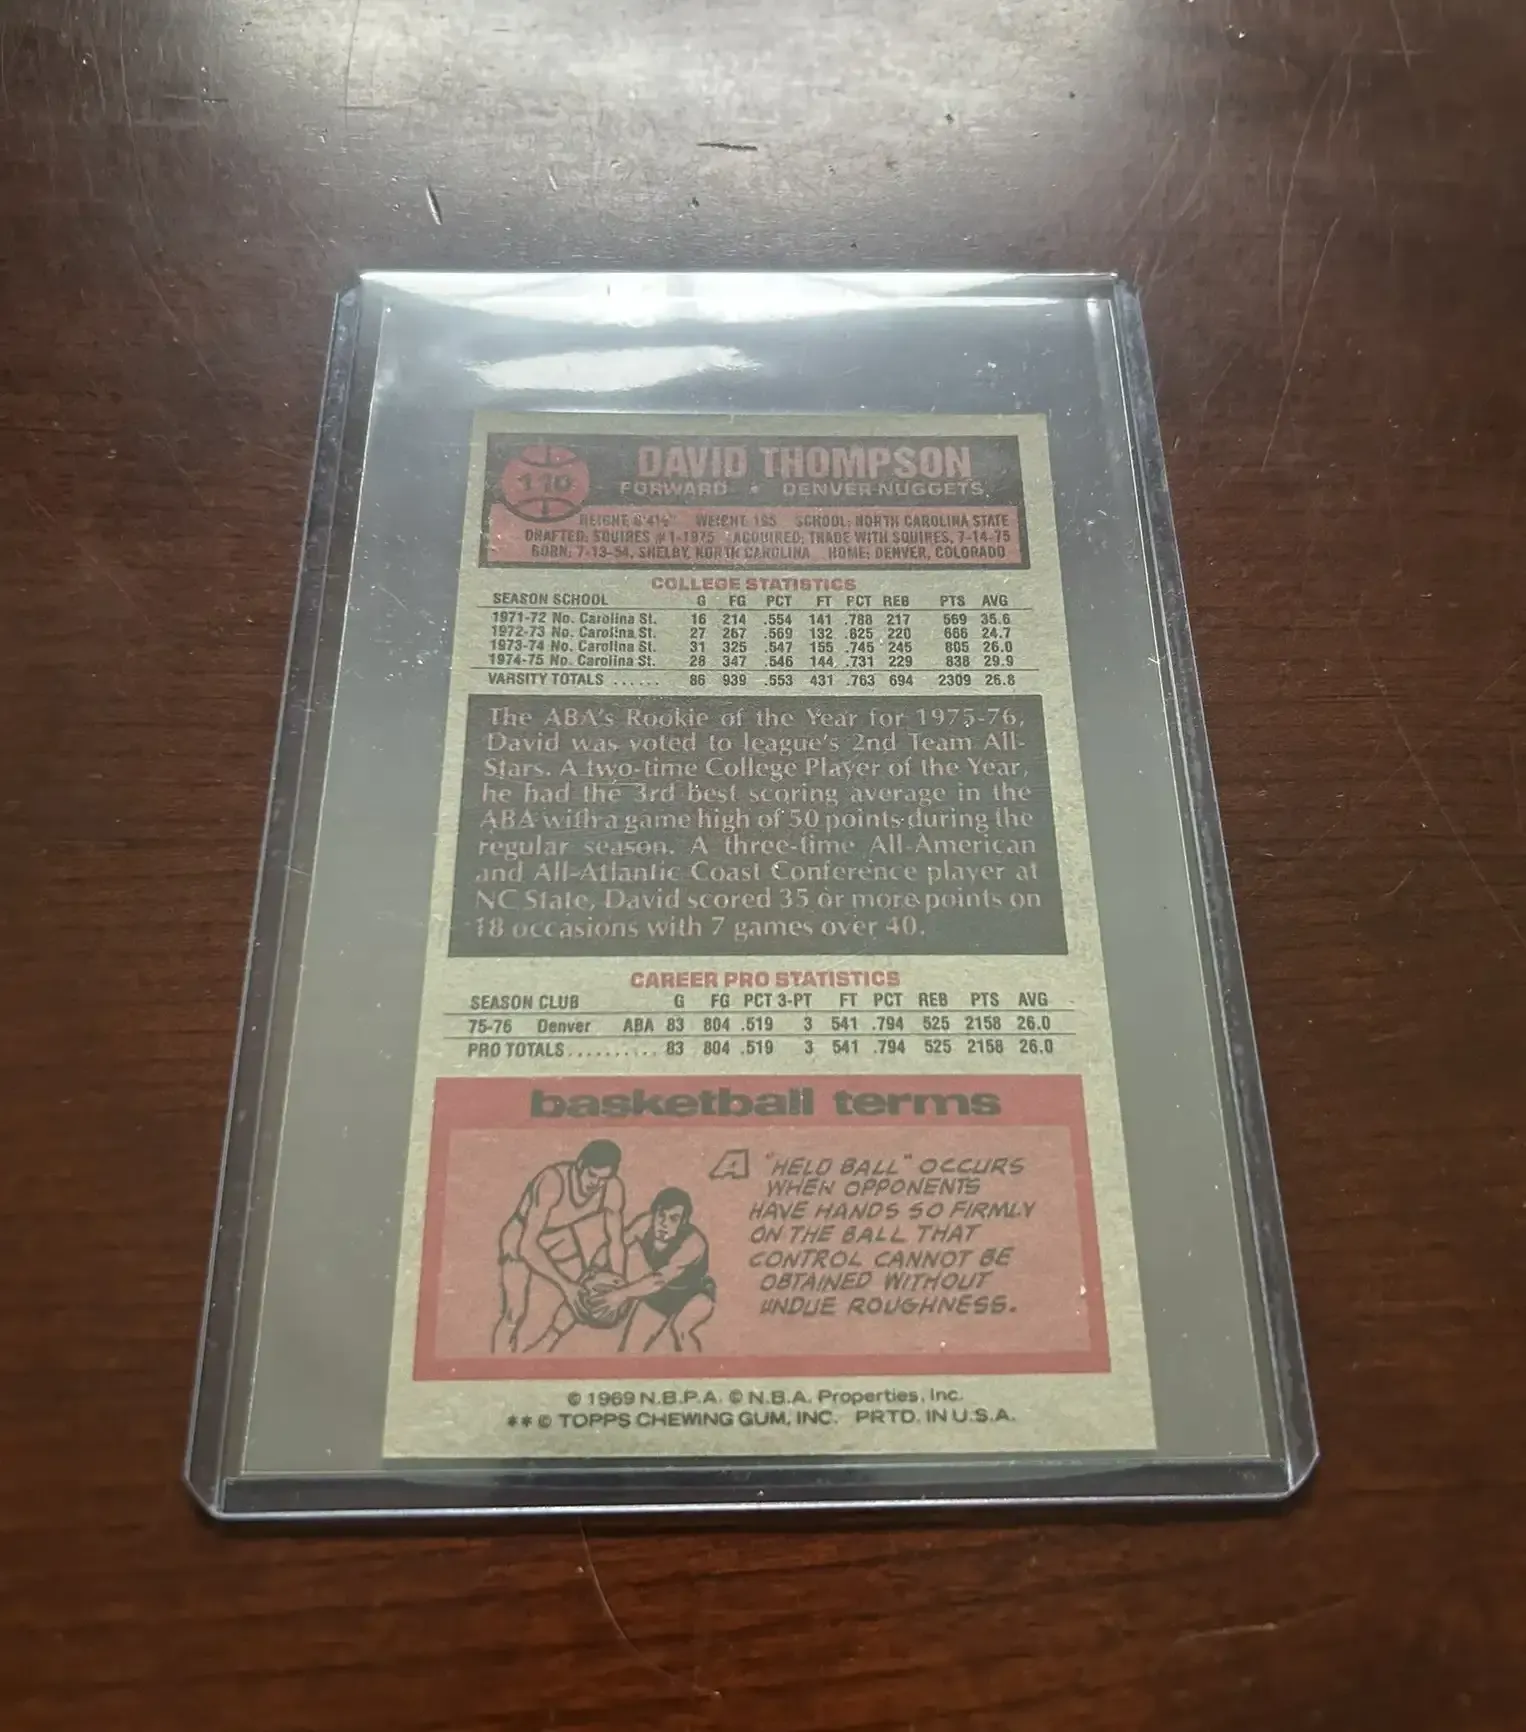 110
DAVID THOMPSON
FORWARD • DENVER NUGGETS
HEIGHT 6'4½" WEIGHT 195 SCHOOL: NORTH CAROLINA STATE
DRAFTED: SQUIRES #1-1975 ACQUIRED: TRADE WITH SQUIRES, 7-14-75
BORN: 7-13-54, SHELBY, NORTH CAROLINA HOME: DENVER, COLORADO
COLLEGE STATISTICS
SEASON SCHOOL G FG PCT FT PCT REB PTS AVG
1971-72 No. Carolina St. 16 214 .554 141 .788 217 569 35.6
1972-73 No. Carolina St. 27 267 .569 132 .825 220 666 24.7
1973-74 No. Carolina St. 31 325 .547 155 .745 245 805 26.0
1974-75 No. Carolina St. 28 347 .546 144 .731 229 838 29.9
VARSITY TOTALS ...... 86 939 .553 431 .763 694 2309 26.8
The ABA's Rookie of the Year for 1975-76,
David was voted to league's 2nd Team All-
Stars. A two-time College Player of the Year,
he had the 3rd best scoring average in the
ABA with a game high of 50 points during the
regular season. A three-time All-American
and All-Atlantic Coast Conference player at
NC State, David scored 35 or more points on
18 occasions with 7 games over 40.
CAREER PRO STATISTICS
SEASON CLUB G FG PCT 3-PT FT PCT REB PTS AVG
75-76 Denver ABA 83 804 .519 3 541 .794 525 2158 26.0
PRO TOTALS.......... 83 804 .519 3 541 .794 525 2158 26.0
basketball terms
A "HELD BALL" OCCURS
WHEN OPPONENTS
HAVE HANDS SO FIRMLY
ON THE BALL THAT
CONTROL CANNOT BE
OBTAINED WITHOUT
UNDUE ROUGHNESS.
© 1969 N.B.P.A. © N.B.A. Properties, Inc.
** © TOPPS CHEWING GUM, INC. PRTD. IN U.S.A.